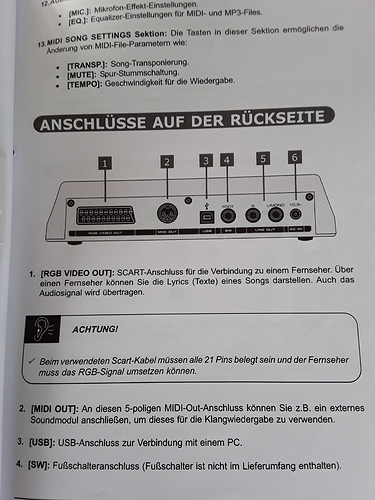 12.
• [MIC.]: Mikrofon-Effekt-Einstellungen.
• [EQ.]: Equalizer-Einstellungen für MIDI- und MP3-Files.
13. MIDI SONG SETTINGS Sektion: Die Tasten in dieser Sektion ermöglichen die
Änderung von MIDI-File-Parametern wie:
• [TRANSP.]: Song-Transponierung.
• [MUTE]: Spur-Stummschaltung.
• [TEMPO]: Geschwindigkeit für die Wiedergabe.
ANSCHLÜSSE AUF DER RÜCKSEITE
1 2 3 4 5 6
FOOT R L/MONO
RGB VIDEO OUT MIDI OUT USB SW LINE OUT AC IN
1. [RGB VIDEO OUT]: SCART-Anschluss für die Verbindung zu einem Fernseher. Über
einen Fernseher können Sie die Lyrics (Texte) eines Songs darstellen. Auch das
Audiosignal wird übertragen.
ACHTUNG!
✓ Beim verwendeten Scart-Kabel müssen alle 21 Pins belegt sein und der Fernseher
muss das RGB-Signal umsetzen können.
2. [MIDI OUT]: An diesen 5-poligen MIDI-Out-Anschluss können Sie z.B. ein externes
Soundmodul anschließen, um dieses für die Klangwiedergabe zu verwenden.
3. [USB]: USB-Anschluss zur Verbindung mit einem PC.
4. [SW]: Fußschalteranschluss (Fußschalter ist nicht im Lieferumfang enthalten).